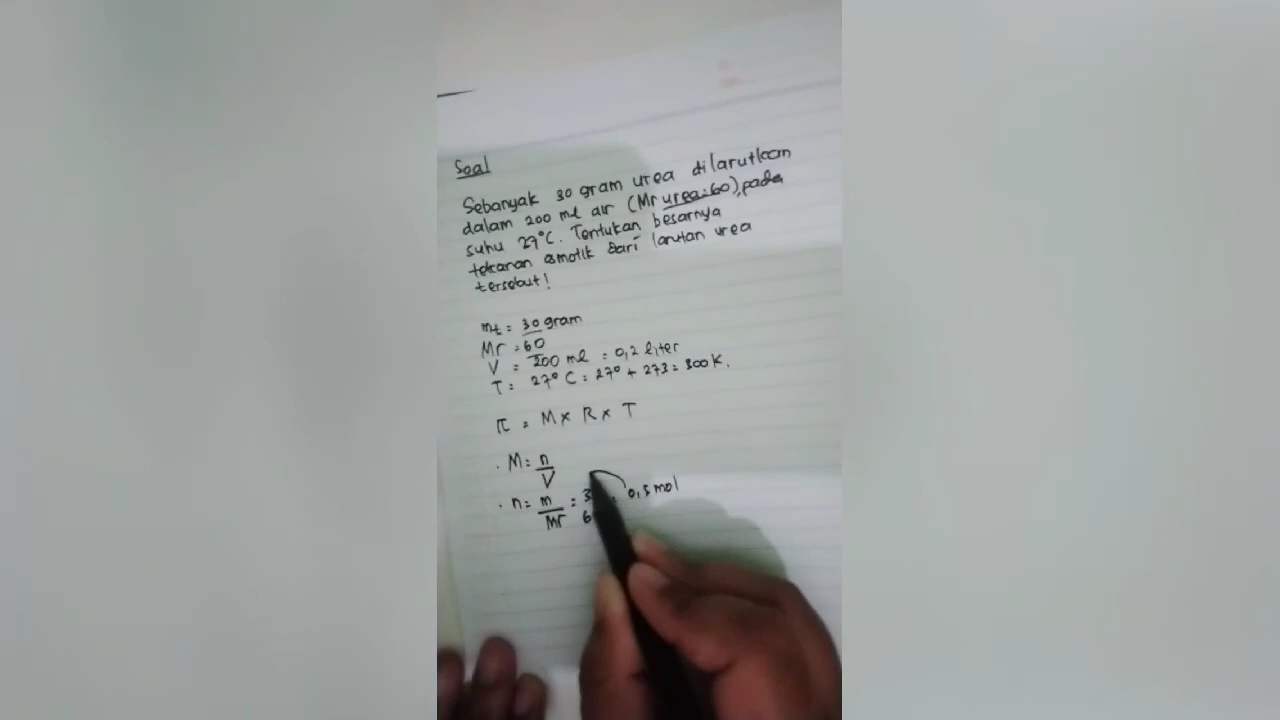 Soal
Sebanyak 30 gram urea dilarutkan
dalam 200 ml air (Mr urea=60), pada
suhu 27°C. Tentukan besarnya
tekanan osmotik dari larutan urea
tersebut!
mt = 30 gram
Mr = 60
V = 200 ml = 0,2 liter
T = 27° C = 27° + 273 = 300 K.
π = M x R x T
. M = n/V
. n = m/Mr = = 0,5 mol